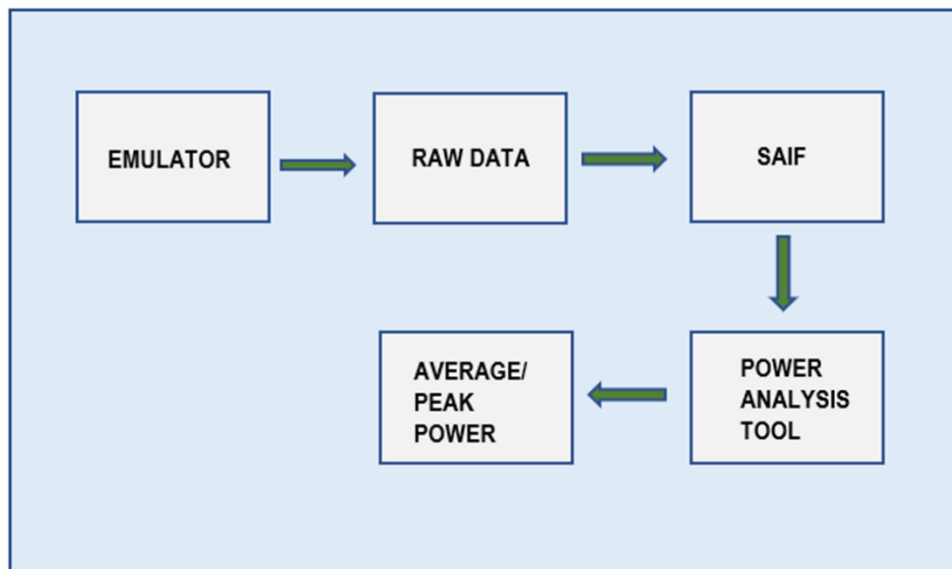 EMULATOR
RAW DATA
SAIF
POWER
ANALYSIS
TOOL
AVERAGE/
PEAK
POWER